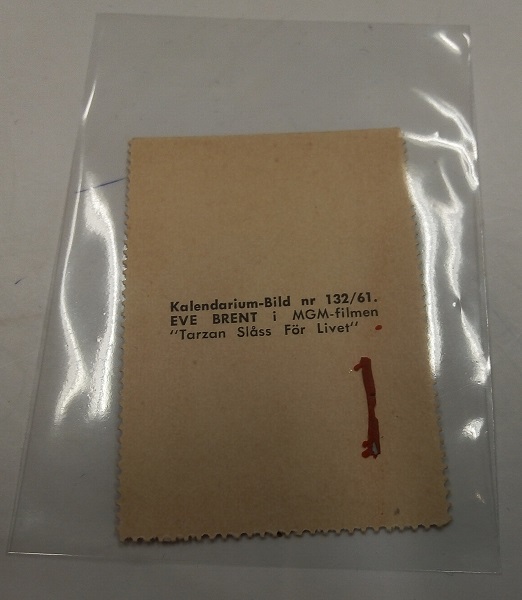 Kalendarium-Bild nr 132/61.
EVE BRENT i MGM-filmen
"Tarzan Slåss För Livet"
1